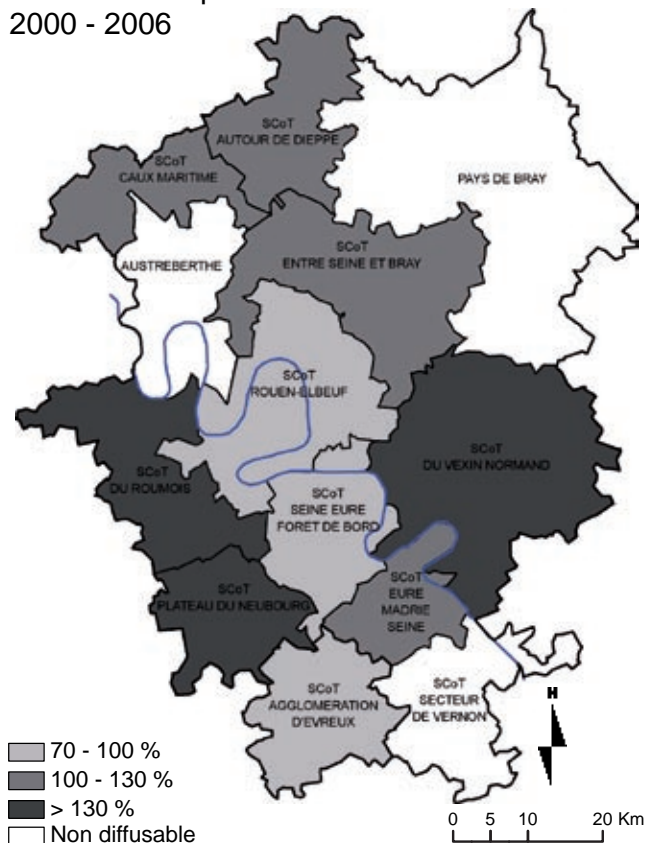 2000 - 2006
SCoT
AUTOUR DE DIEPPE
SCoT
CAUX MARITIME
PAYS DE BRAY
AUSTREBERTHE
SCoT
ENTRE SEINE ET BRAY
SCoT
ROUEN-ELBEUF
SCoT
DU VEXIN NORMAND
SCoT
DU ROUMOIS
SCoT
SEINE EURE
FORET DE BORD
SCoT
PLATEAU DU NEUBOURG
SCoT
EURE
MADRIE
SEINE
SCoT
AGGLOMERATION
D'EVREUX
SCoT
SECTEUR
DE VERNON
N
70 - 100 %
100 - 130 %
> 130 %
Non diffusable
0 5 10 20 Km